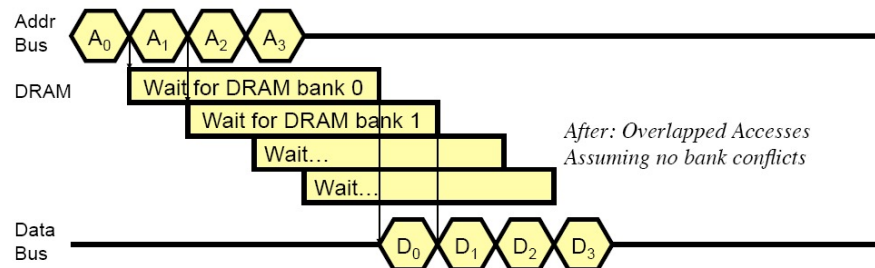 Addr
Bus
A0 A1 A2 A3
DRAM
Wait for DRAM bank 0
Wait for DRAM bank 1
Wait...
Wait...
After: Overlapped Accesses
Assuming no bank conflicts
Data
Bus
D0 D1 D2 D3